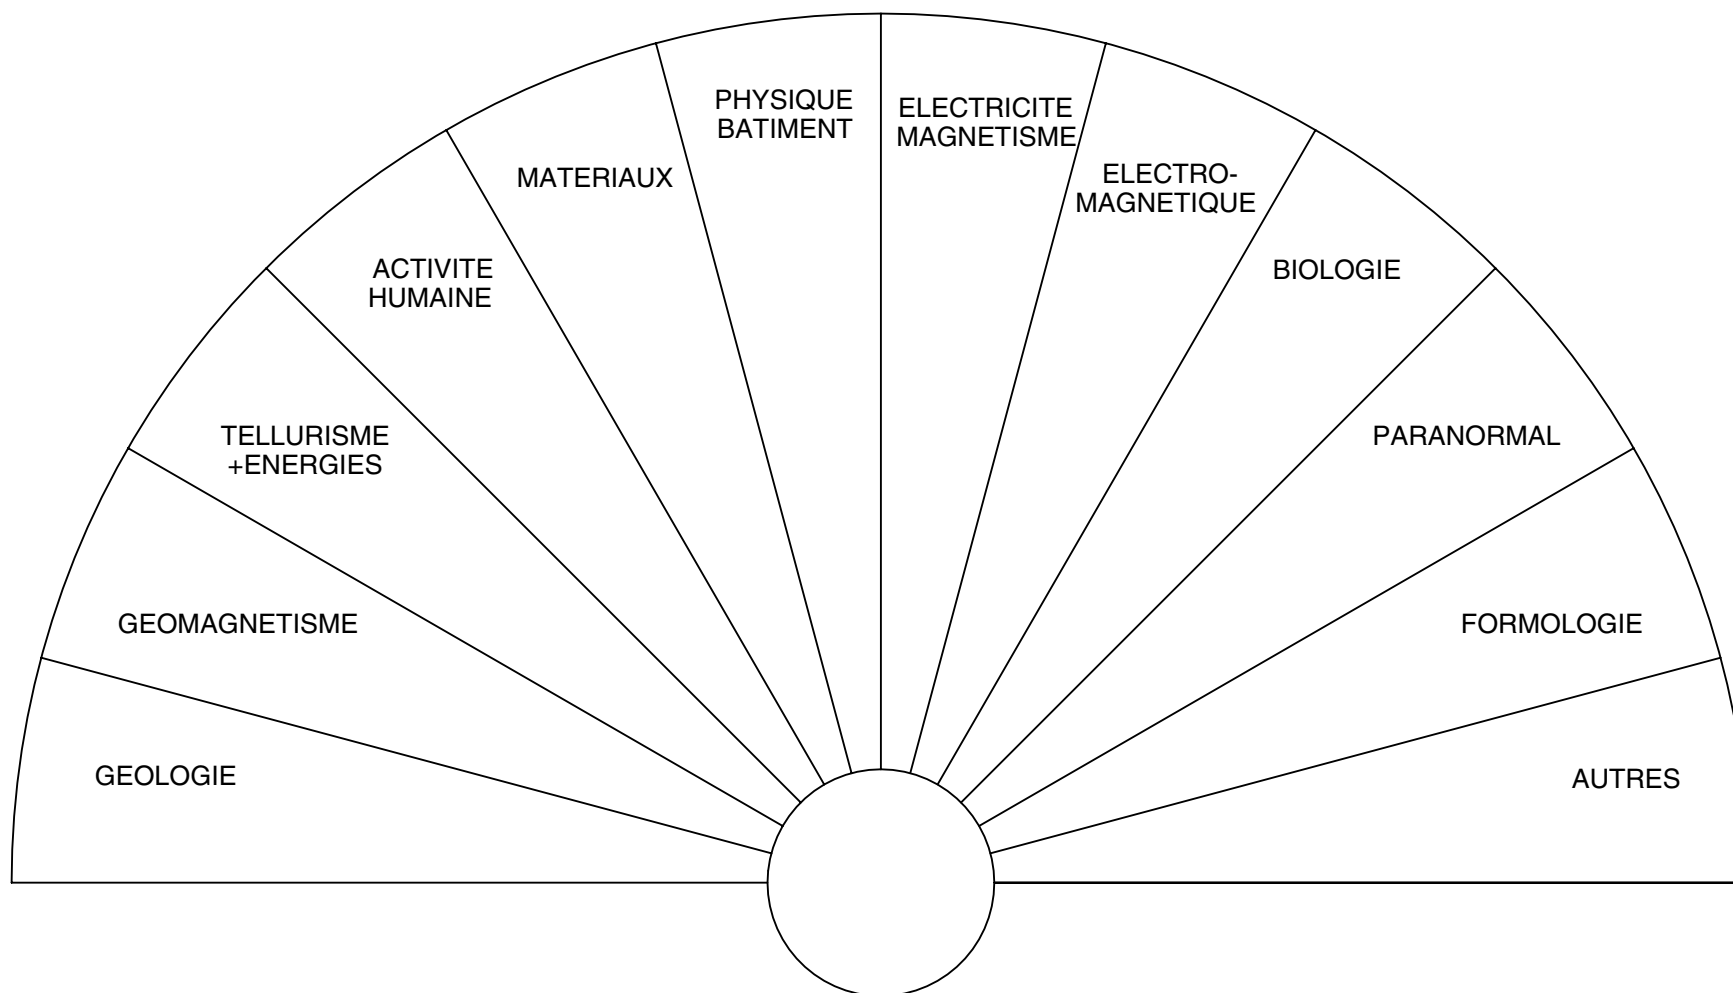 PHYSIQUE
BATIMENT
ELECTRICITE
MAGNETISME
MATERIAUX
ELECTRO-
MAGNETIQUE
ACTIVITE
HUMAINE
BIOLOGIE
TELLURISME
+ENERGIES
PARANORMAL
GEOMAGNETISME
FORMOLOGIE
GEOLOGIE
AUTRES